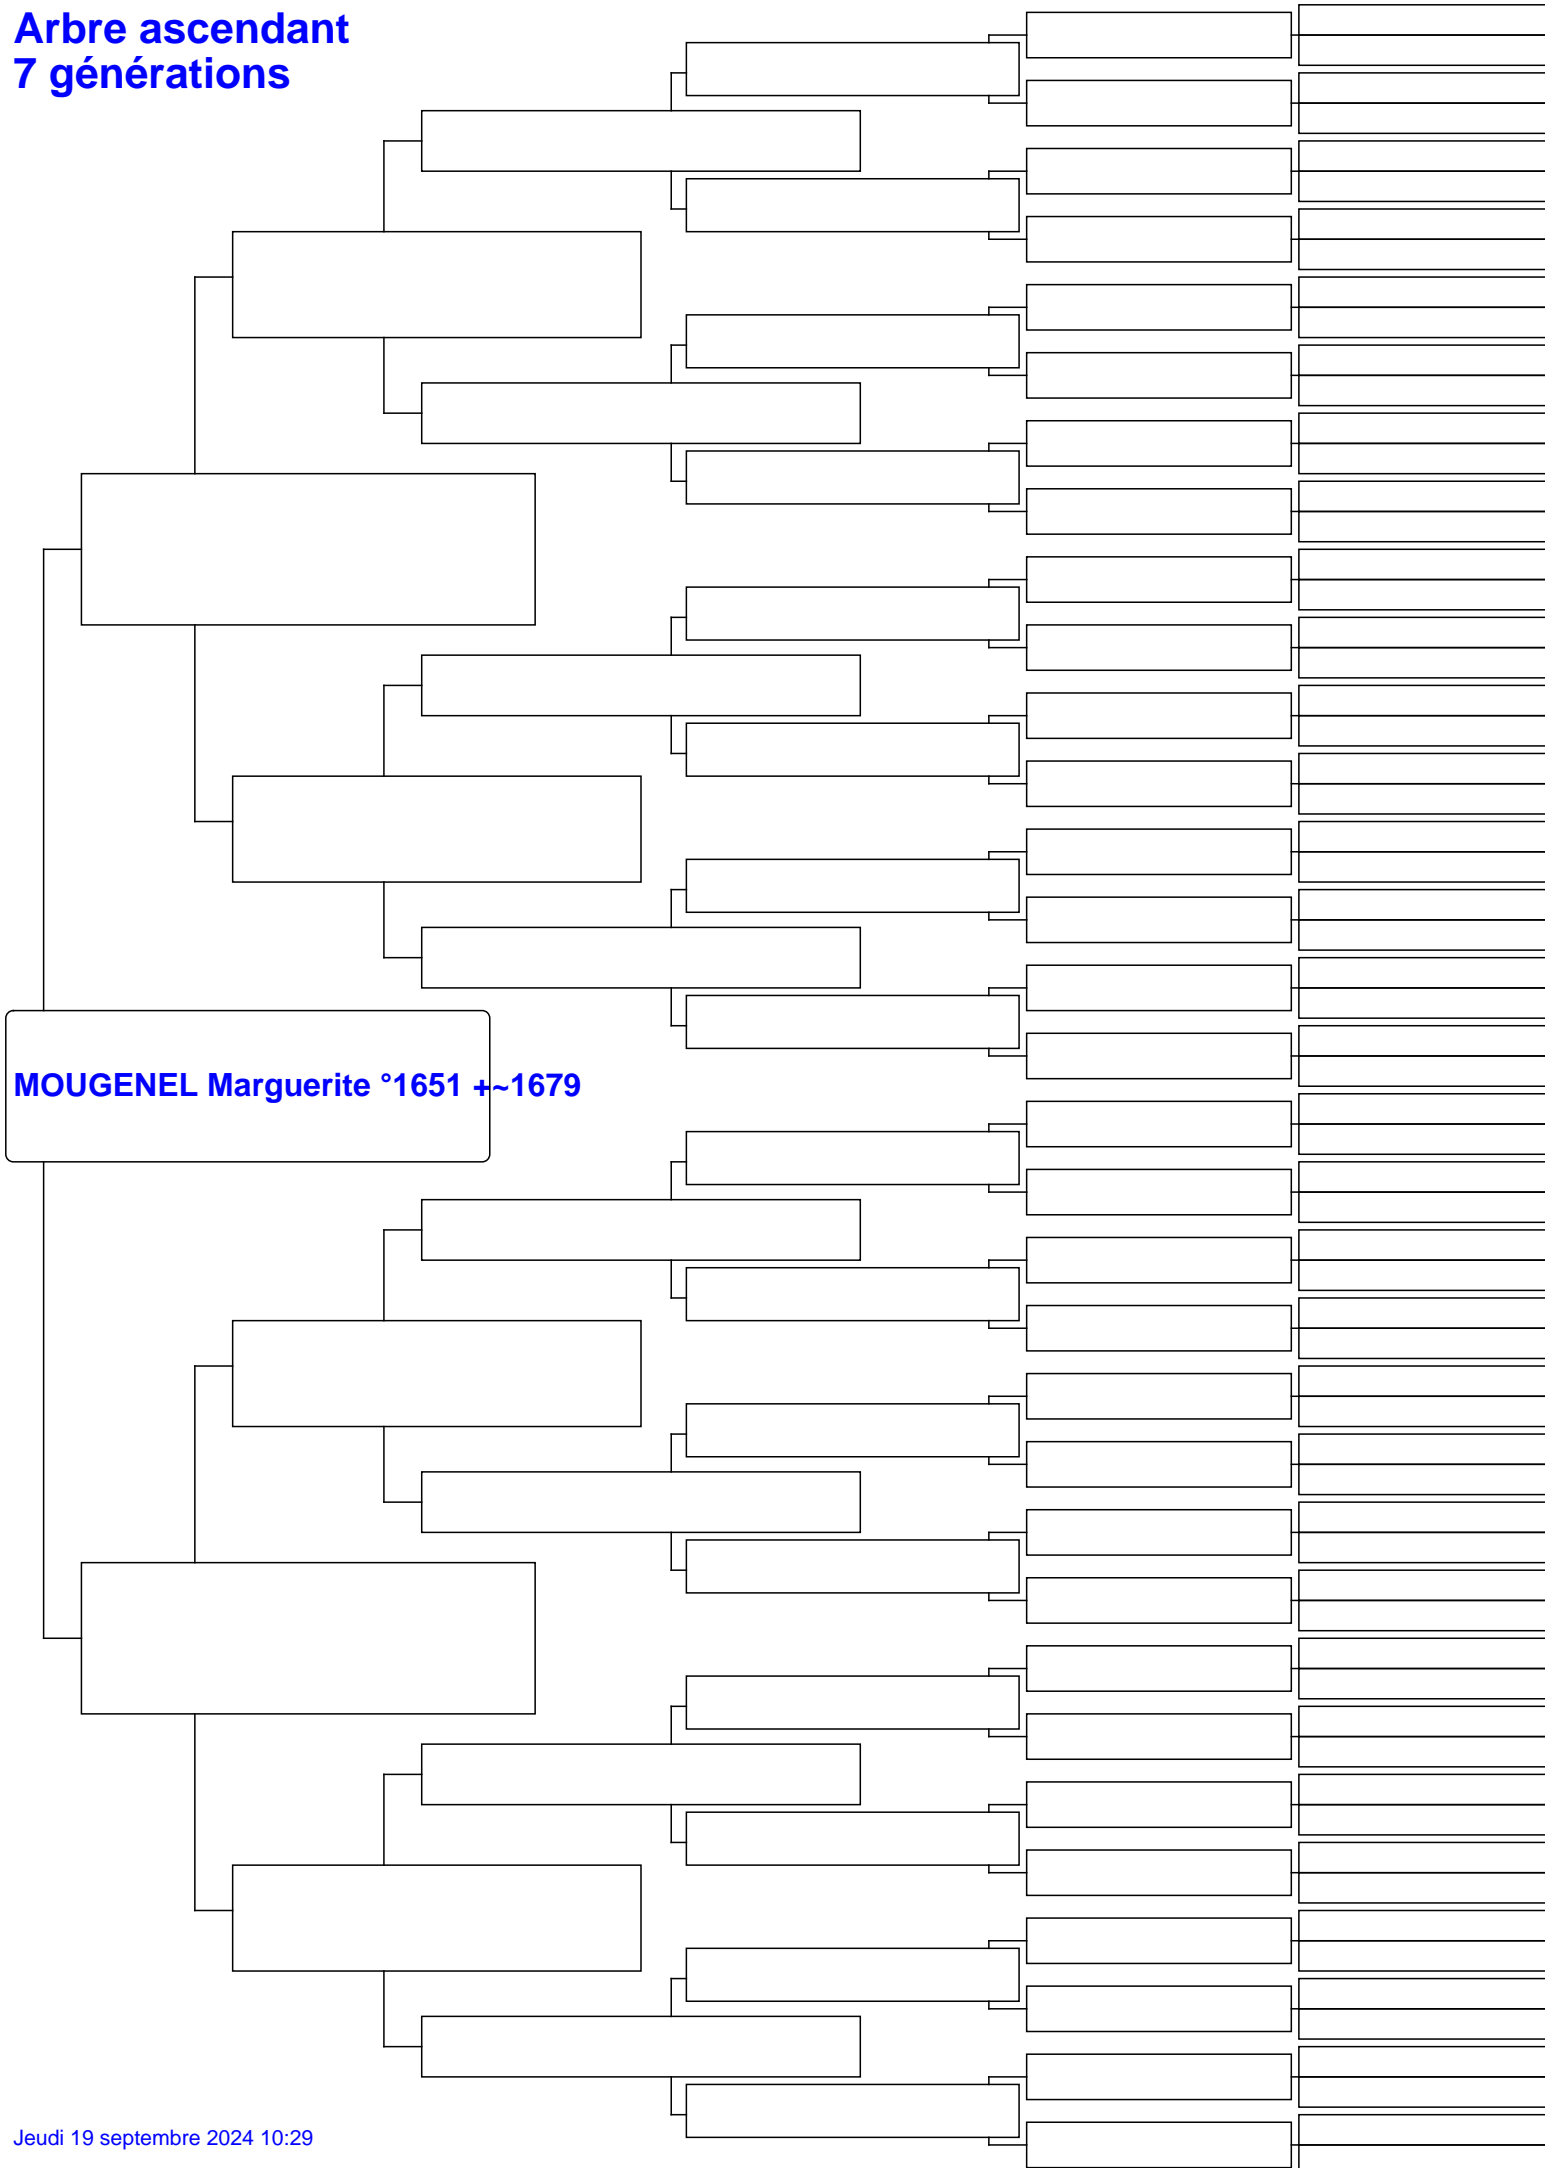 Arbre ascendant
7 générations
MOUGENEL Marguerite °1651 +~1679
Jeudi 19 septembre 2024 10:29